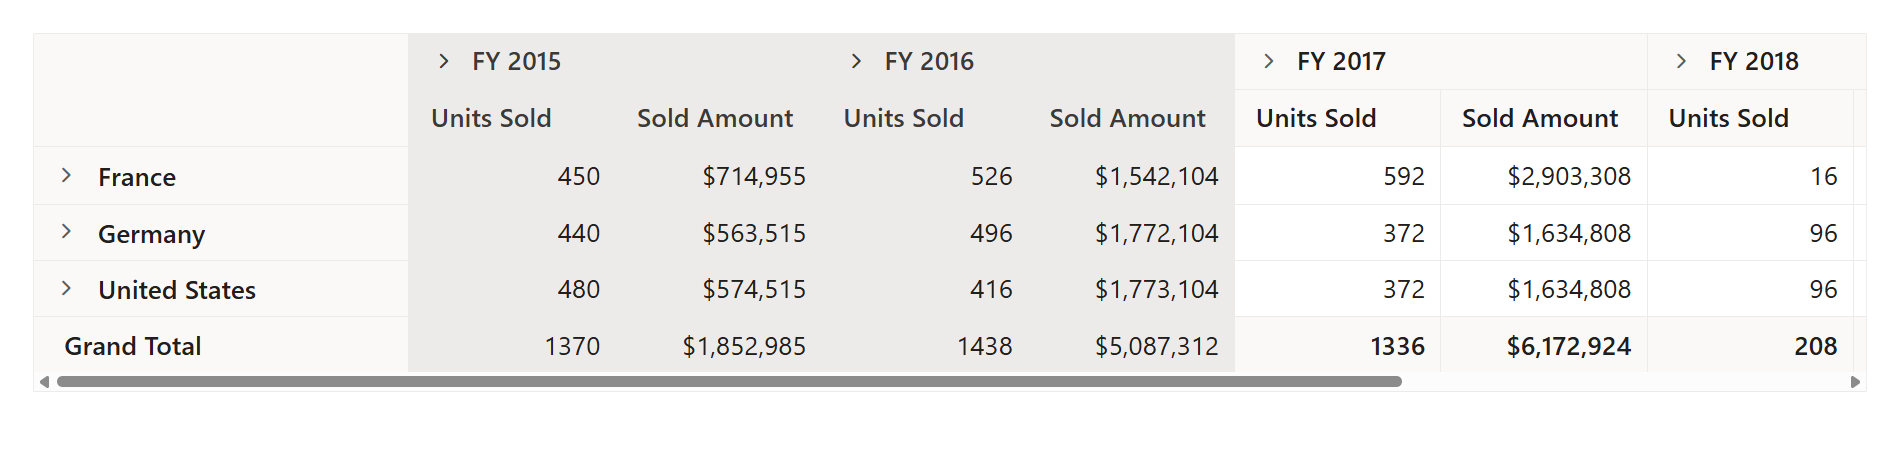 FY 2015 FY 2016 FY 2017 FY 2018
Units Sold Sold Amount Units Sold Sold Amount Units Sold Sold Amount Units Sold
France 450 $714,955 526 $1,542,104 592 $2,903,308 16
Germany 440 $563,515 496 $1,772,104 372 $1,634,808 96
United States 480 $574,515 416 $1,773,104 372 $1,634,808 96
Grand Total 1370 $1,852,985 1438 $5,087,312 1336 $6,172,924 208